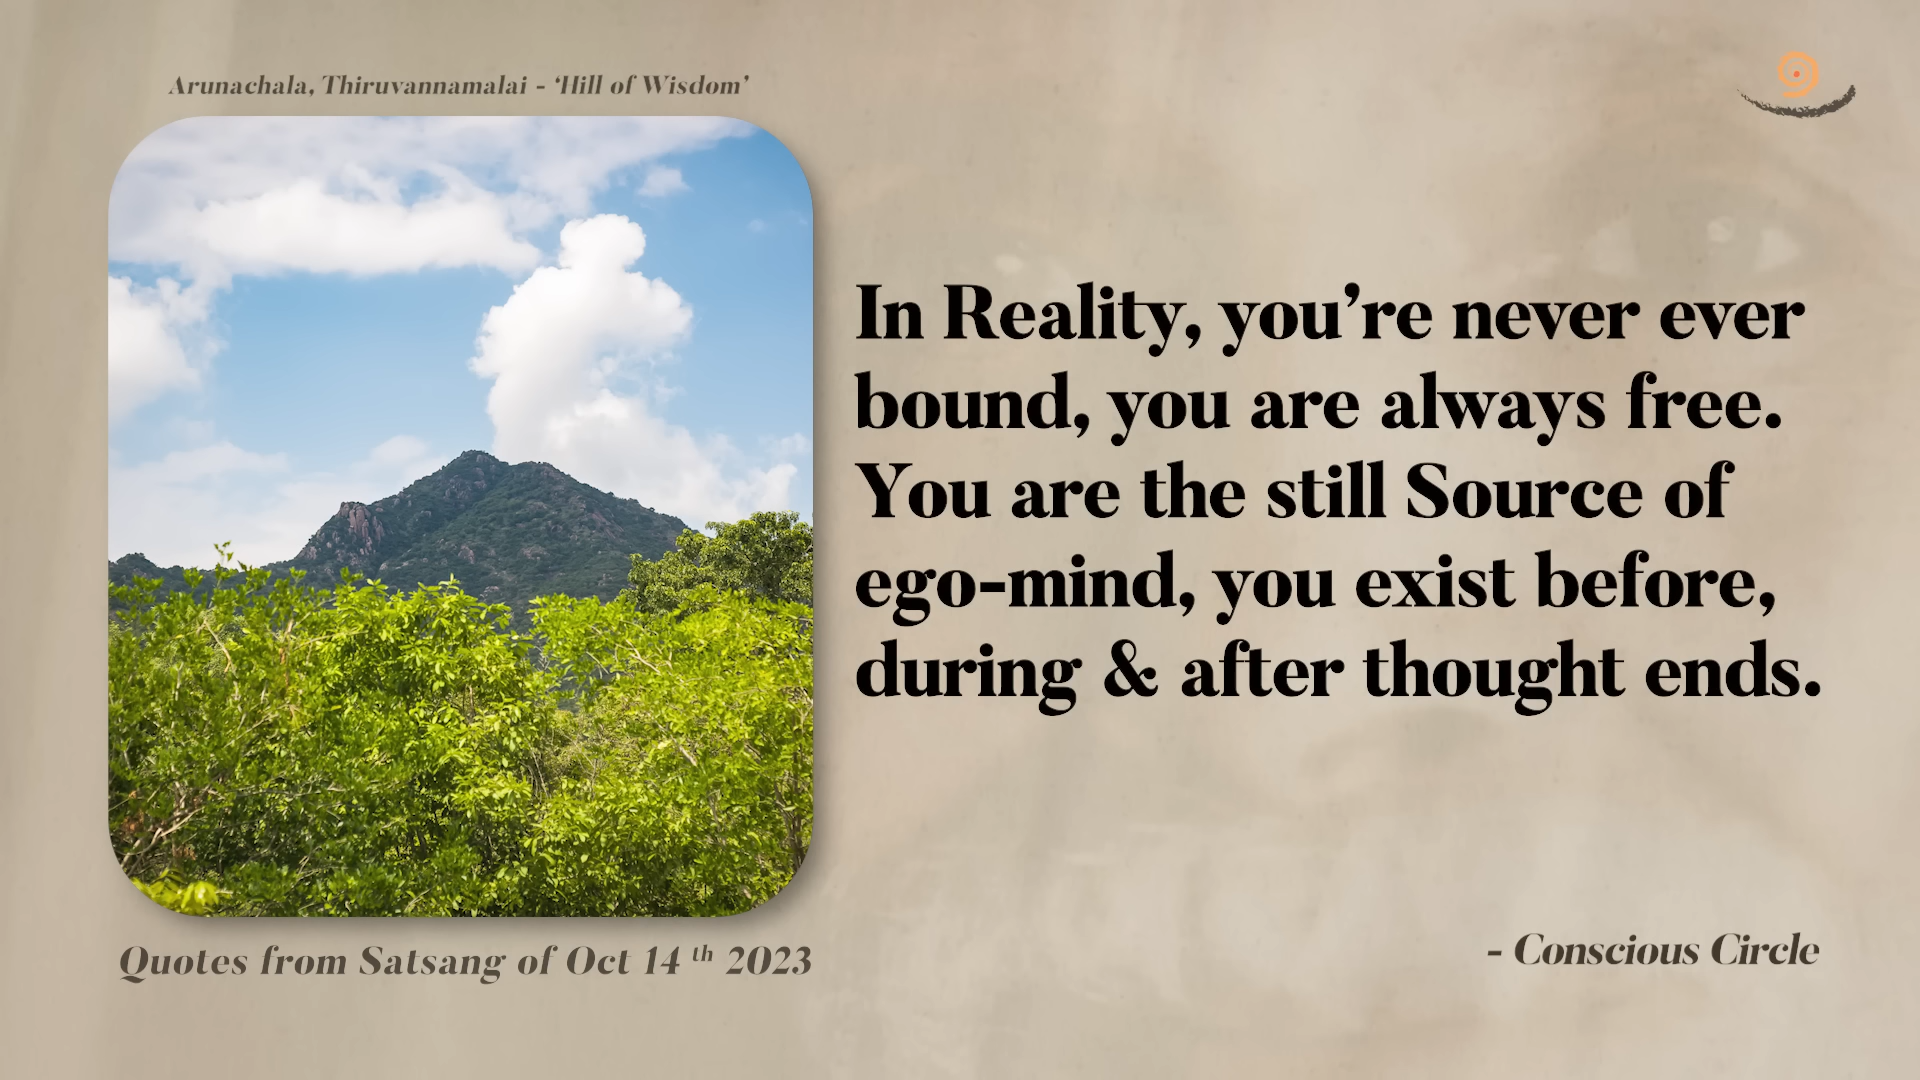 Arunachala, Thiruvannamalai - ‘Hill of Wisdom’
In Reality, you’re never ever
bound, you are always free.
You are the still Source of
ego-mind, you exist before,
during & after thought ends.
Quotes from Satsang of Oct 14 th 2023
- Conscious Circle